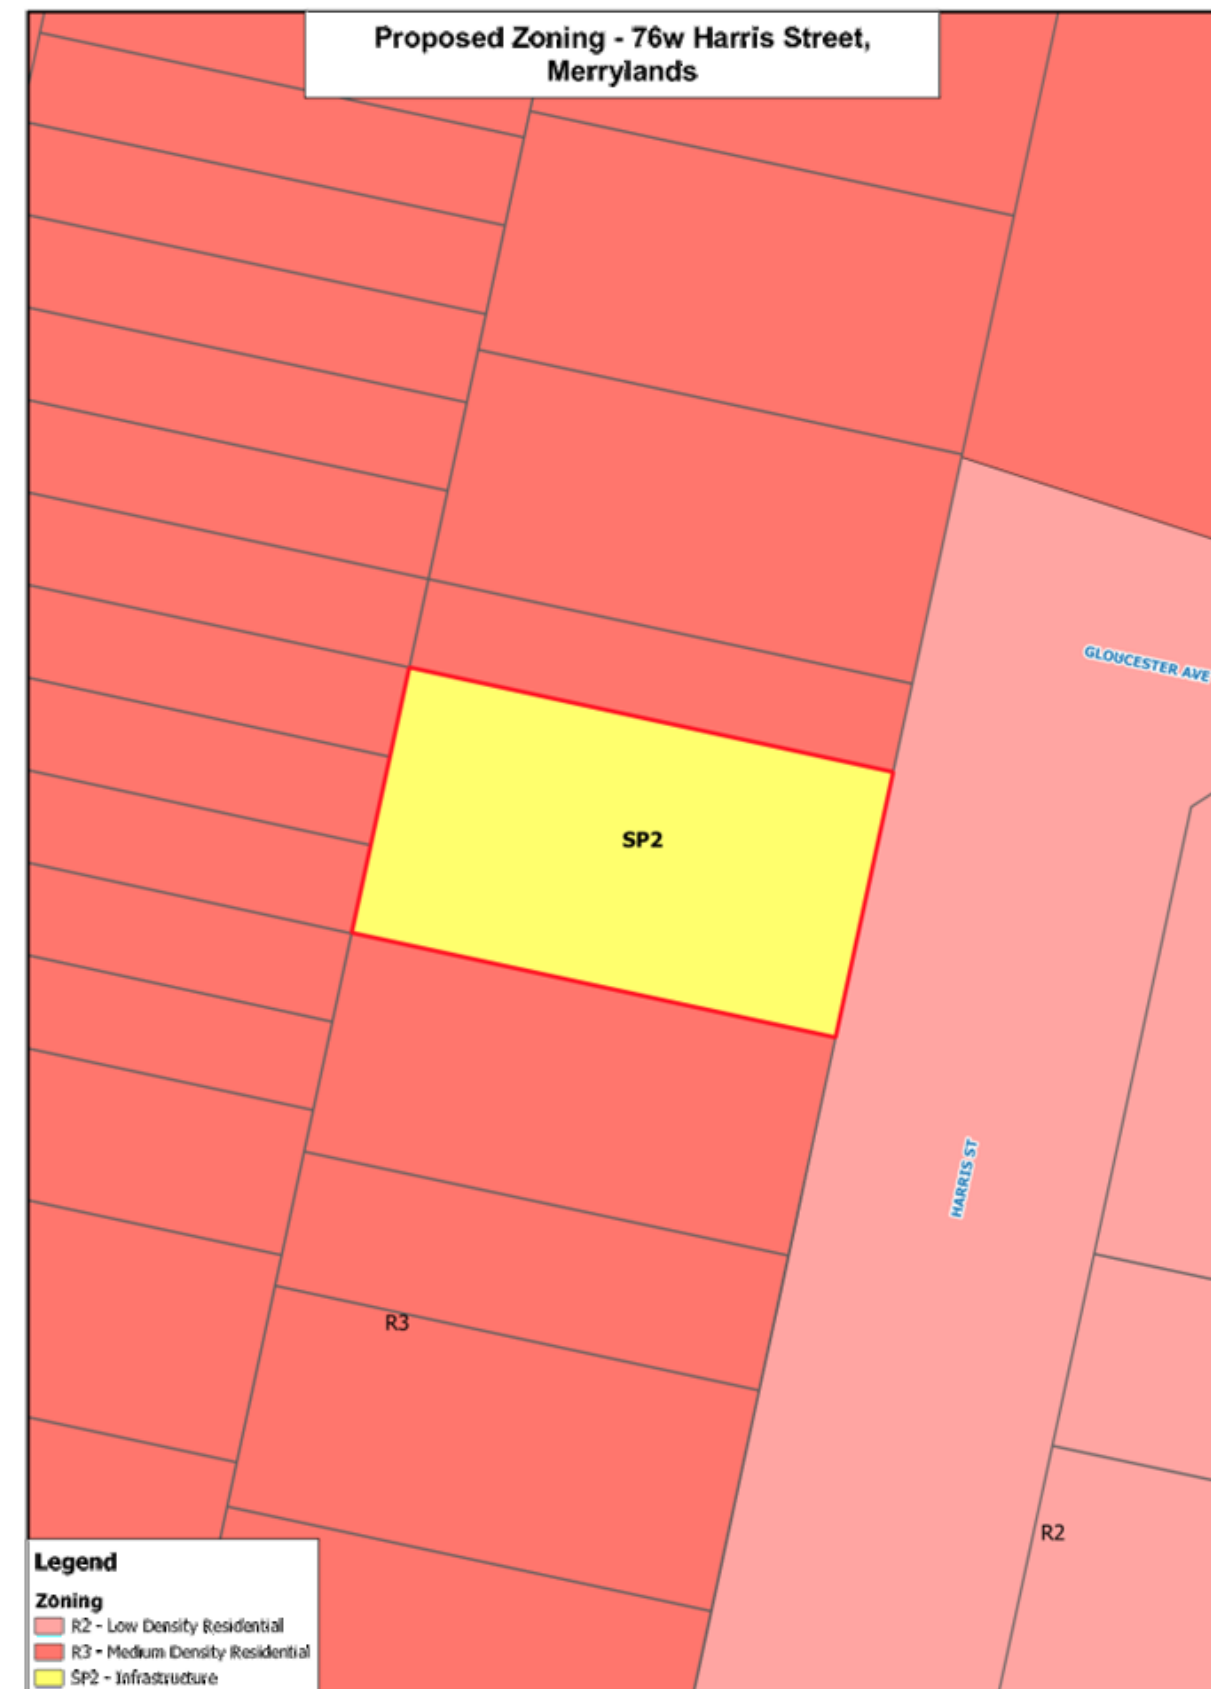 Proposed Zoning - 76w Harris Street,
Merrylands
GLOUCESTER AVE
SP2
HARRIS ST
R3
R2
Legend
Zoning
R2 - Low Density Residential
R3 - Medium Density Residential
SP2 - Infrastructure